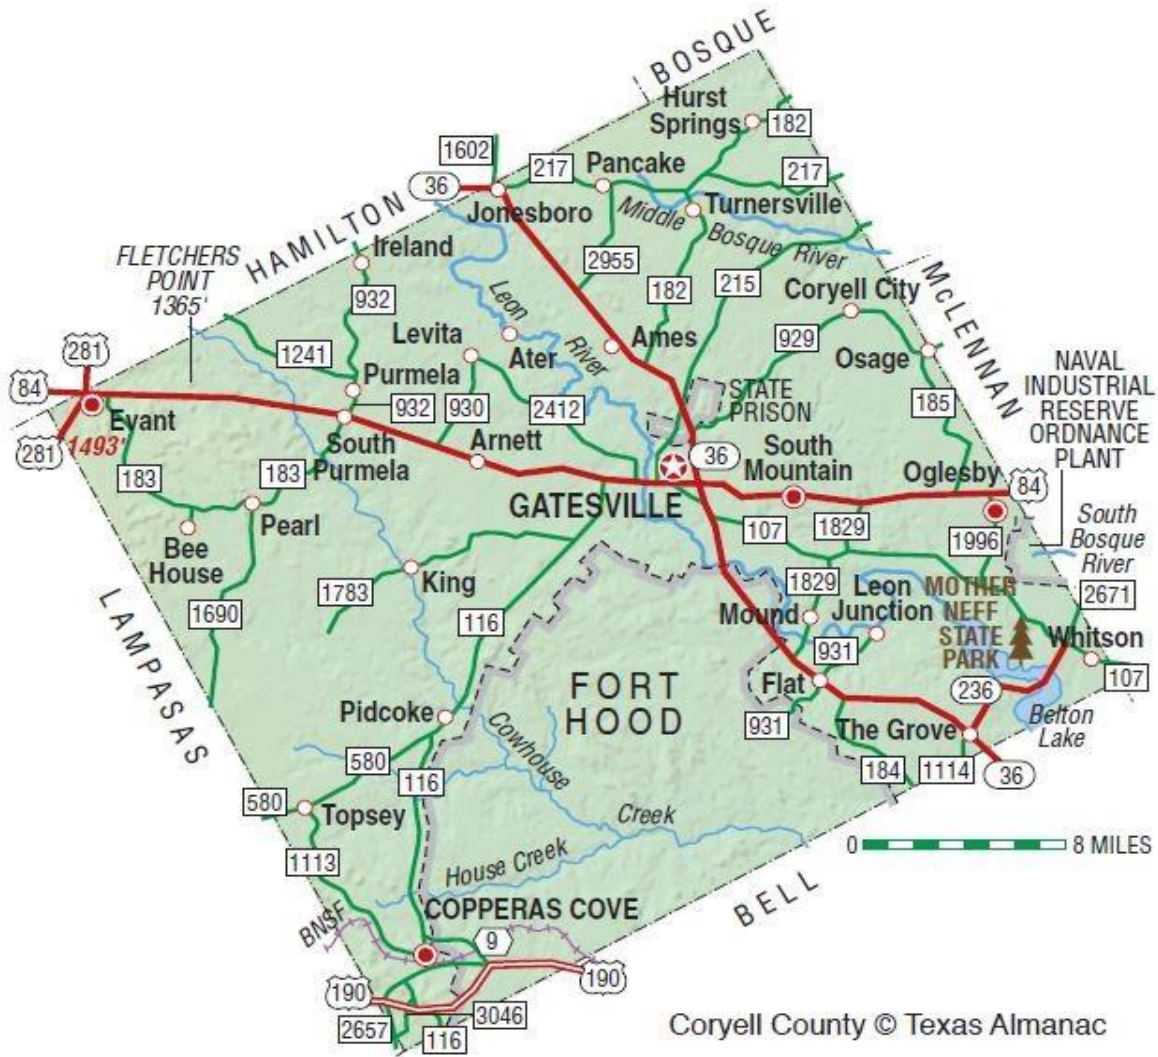 BOSQUE
Hurst
Springs
182
1602
217
Pancake
217
36
Jonesboro
Turnersville
Middle Bosque River
HAMILTON
Ireland
FLETCHERS
POINT
1365'
2955
182
215
McLENNAN
932
Leon River
Coryell City
Levita
Ater
Ames
929
Osage
281
1241
NAVAL
INDUSTRIAL
RESERVE
ORDNANCE
PLANT
84
Purmela
STATE
PRISON
185
Evant
1493'
932
930
2412
281
South
Purmela
Arnett
36
South
Mountain
Oglesby
84
183
183
GATESVILLE
Pearl
107
1829
1996
South
Bosque
River
Bee
House
King
1783
1829
Leon
Junction
MOTHER
NEFF
STATE
PARK
2671
1690
116
Mound
Whitson
LAMPASAS
931
107
FORT
HOOD
Flat
236
Pidcoke
931
The Grove
Belton
Lake
Cowhouse
Creek
580
116
184
1114
36
580
Topsey
0
8 MILES
1113
House Creek
BELL
COPPERAS COVE
BNSF
9
190
190
3046
2657
116
Coryell County © Texas Almanac